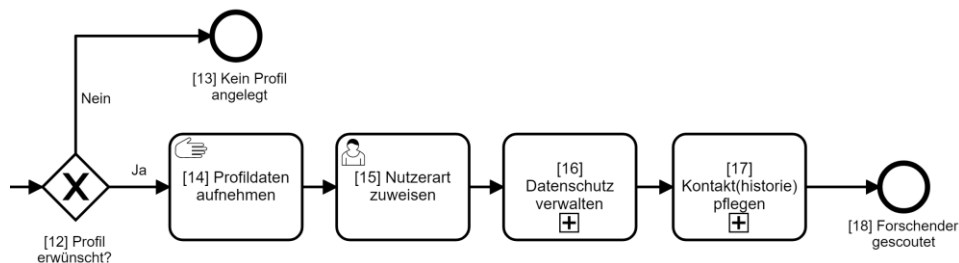 [13] Kein Profil
angelegt
Nein
Ja
[12] Profil
erwünscht?
[14] Profildaten
aufnehmen
[15] Nutzerart
zuweisen
[16]
Datenschutz
verwalten
[17]
Kontakt(historie)
pflegen
[18] Forschender
gescoutet